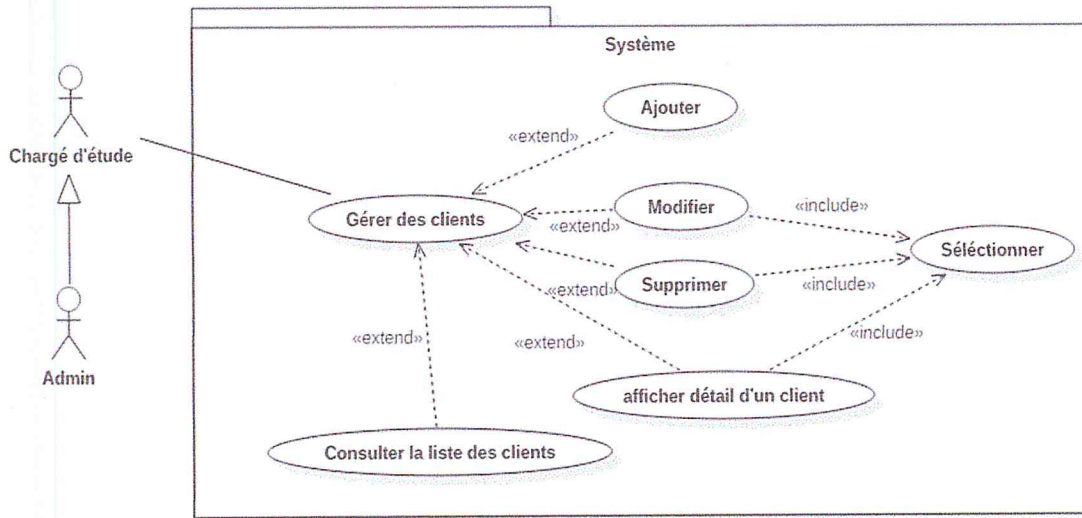 Système
Ajouter
«extend»
Chargé d'étude
Modifier
«include»
Gérer des clients
«extend»
Séléctionner
Supprimer
«include»
«extend»
«extend»
«extend»
«include»
Admin
afficher détail d'un client
Consulter la liste des clients